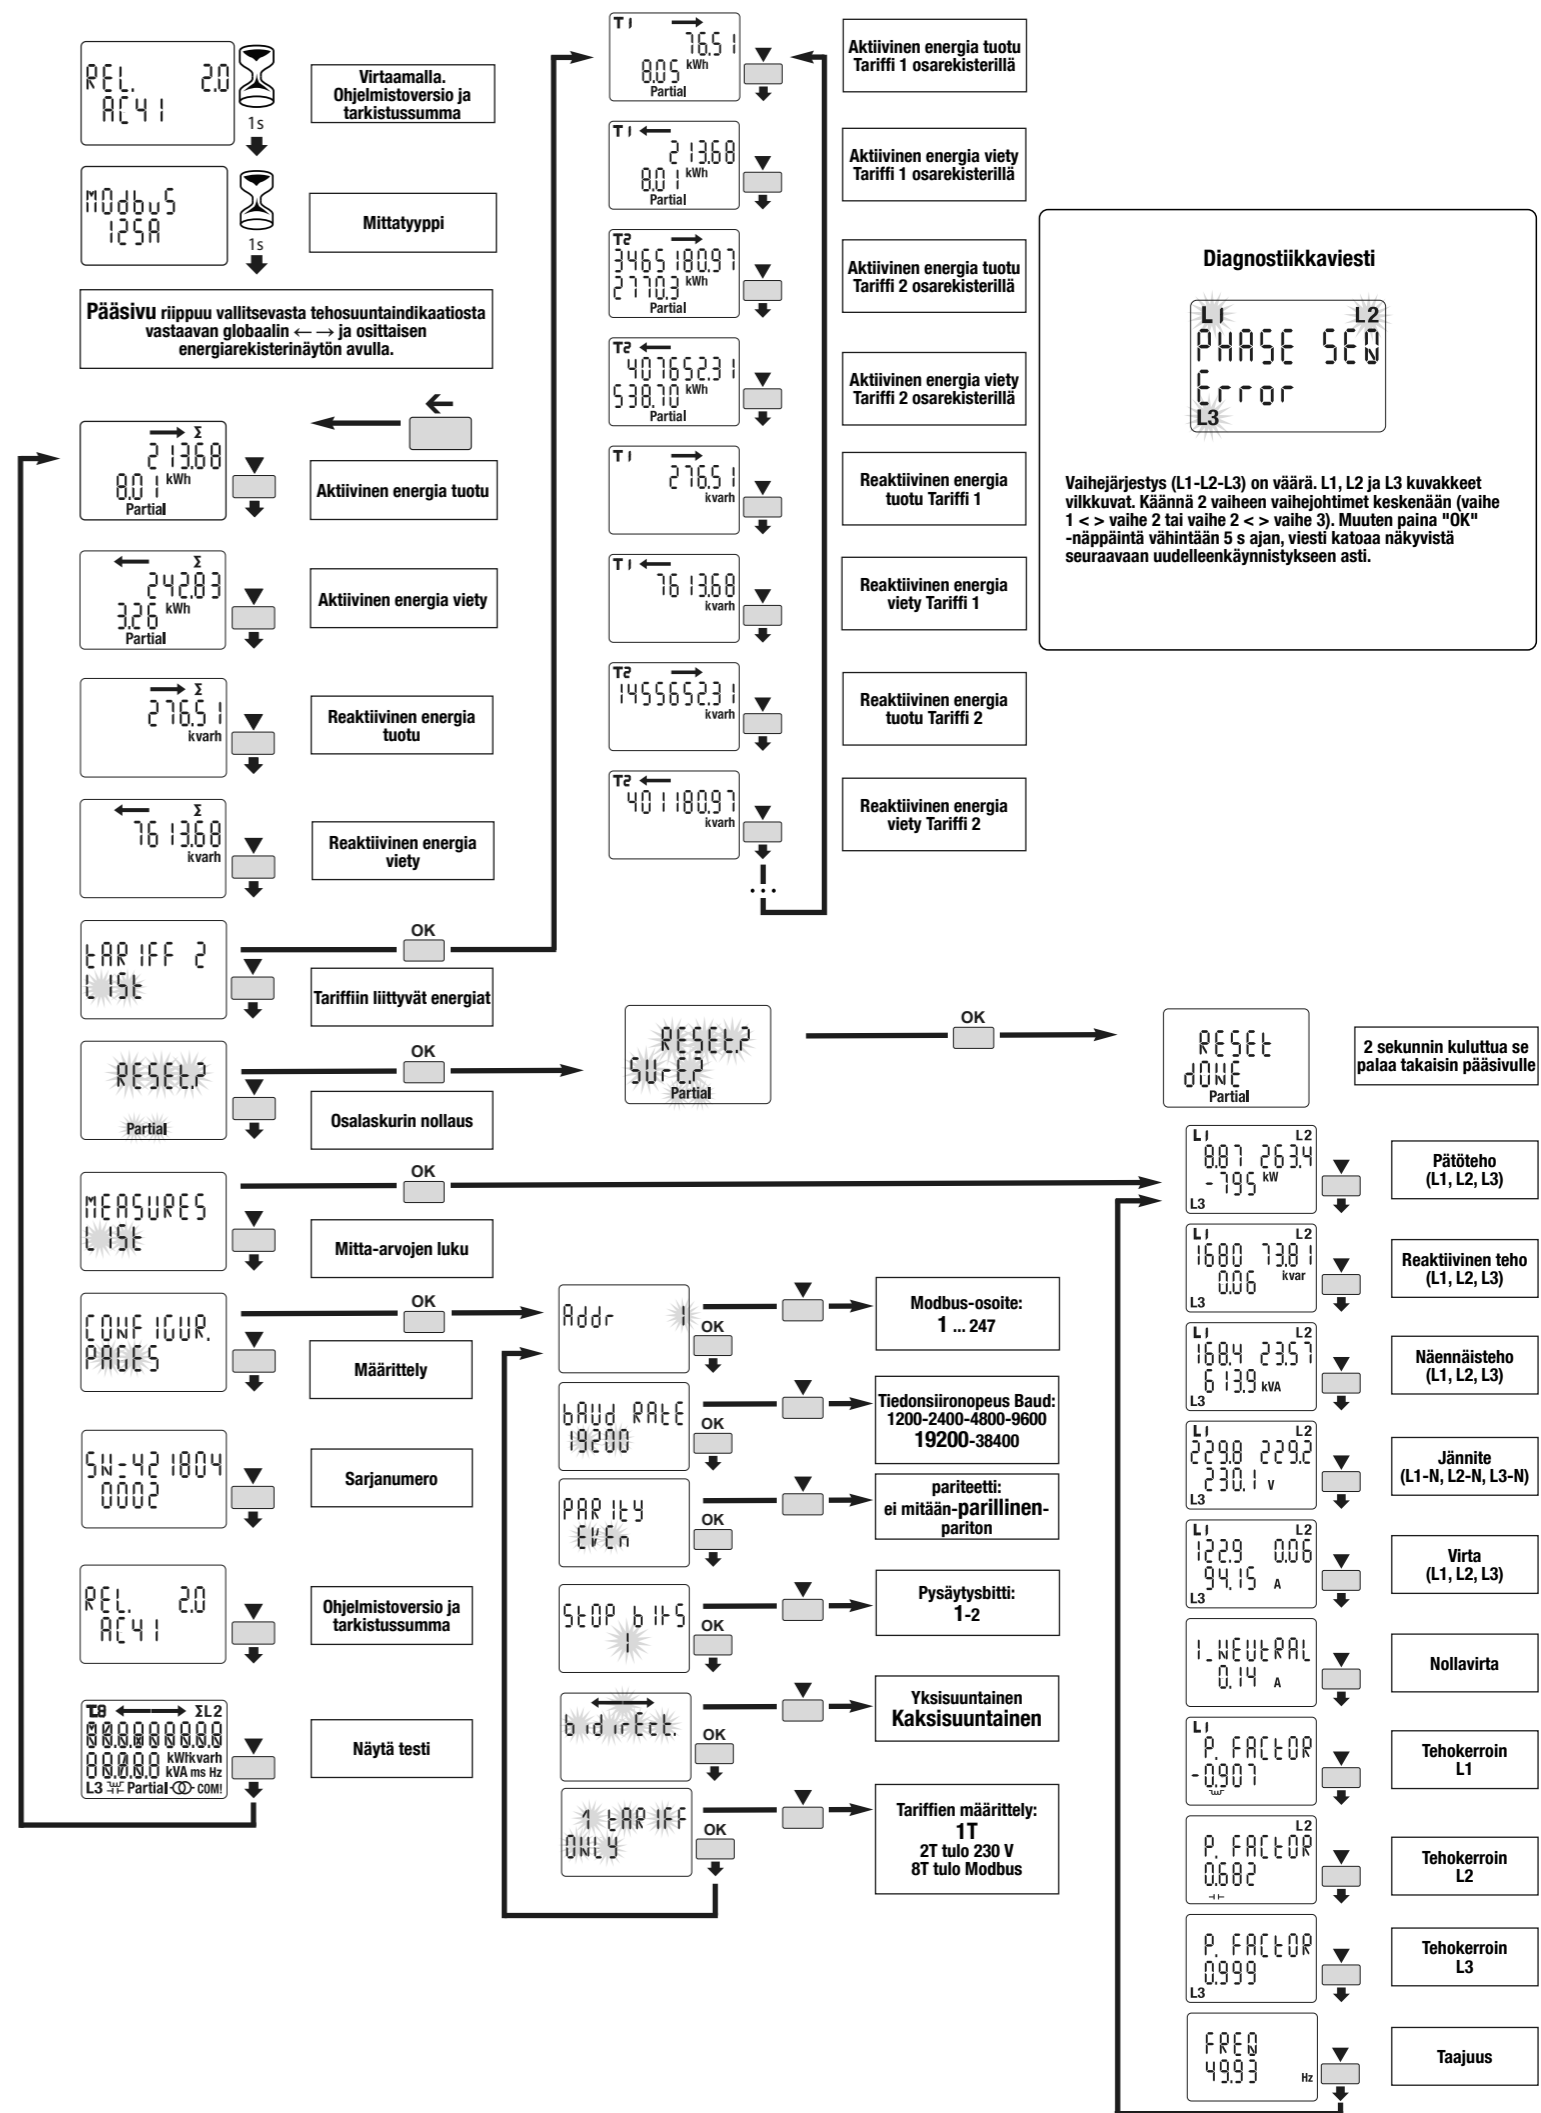 REL. 2.0
AC41
1s
Virtaamalla.
Ohjelmistoversio ja
tarkistussumma
MOdbuS
125A
1s
Mittatyyppi
Pääsivu riippuu vallitsevasta tehosuuntaindikaatiosta
vastaavan globaalin ← → ja osittaisen
energiarekisterinäytön avulla.
←
→ Σ
213.68
8.01 kWh
Partial
Aktiivinen energia tuotu
← Σ
242.83
3.26 kWh
Partial
Aktiivinen energia viety
→ Σ
276.51
kvarh
Reaktiivinen energia
tuotu
← Σ
7613.68
kvarh
Reaktiivinen energia
viety
tARIFF 2
LISt
OK
Tariffiin liittyvät energiat
RESEt.?
Partial
OK
Osalaskurin nollaus
RESEt.?
SUrE.?
Partial
OK
RESEt
dONE
Partial
2 sekunnin kuluttua se
palaa takaisin pääsivulle
MEASURES
LISt
OK
Mitta-arvojen luku
CONFIGUR.
PAGES
OK
Määrittely
SN-421804
0002
Sarjanumero
REL. 2.0
AC41
Ohjelmistoversio ja
tarkistussumma
T8 ← → ΣL2
kWhkvarh
kVA ms Hz
L3 Partial COM!
Näytä testi
T1 →
76.51
8.05 kWh
Partial
Aktiivinen energia tuotu
Tariffi 1 osarekisterillä
T1 ←
213.68
8.01 kWh
Partial
Aktiivinen energia viety
Tariffi 1 osarekisterillä
T2 →
3465180.97
2770.3 kWh
Partial
Aktiivinen energia tuotu
Tariffi 2 osarekisterillä
T2 ←
407652.31
538.70 kWh
Partial
Aktiivinen energia viety
Tariffi 2 osarekisterillä
T1 →
276.51
kvarh
Reaktiivinen energia
tuotu Tariffi 1
T1 ←
7613.68
kvarh
Reaktiivinen energia
viety Tariffi 1
T2 →
1455652.31
kvarh
Reaktiivinen energia
tuotu Tariffi 2
T2 ←
401180.97
kvarh
Reaktiivinen energia
viety Tariffi 2
...
Diagnostiikkaviesti
L1 L2
PHASE SEQ
Error
L3
Vaihejärjestys (L1-L2-L3) on väärä. L1, L2 ja L3 kuvakkeet
vilkkuvat. Käännä 2 vaiheen vaihejohtimet keskenään (vaihe
1 < > vaihe 2 tai vaihe 2 < > vaihe 3). Muuten paina "OK"
-näppäintä vähintään 5 s ajan, viesti katoaa näkyvistä
seuraavaan uudelleenkäynnistykseen asti.
Addr 1
OK
Modbus-osoite:
1 ... 247
bAUd RAtE
19200
OK
Tiedonsiironopeus Baud:
1200-2400-4800-9600
19200-38400
PARItY
EVEn
OK
pariteetti:
ei mitään-parillinen-
pariton
StOP bItS
1
OK
Pysäytysbitti:
1-2
bidirEct.
OK
Yksisuuntainen
Kaksisuuntainen
1 tARIFF
ONLY
OK
Tariffien määrittely:
1T
2T tulo 230 V
8T tulo Modbus
L1 L2
8.87 263.4
-795 kW
L3
Pätöteho
(L1, L2, L3)
L1 L2
1680 73.81
0.06 kvar
L3
Reaktiivinen teho
(L1, L2, L3)
L1 L2
168.4 23.57
613.9 kVA
L3
Näennäisteho
(L1, L2, L3)
L1 L2
229.8 229.2
230.1 V
L3
Jännite
(L1-N, L2-N, L3-N)
L1 L2
122.9 0.06
94.15 A
L3
Virta
(L1, L2, L3)
I_NEUtRAL
0.14 A
Nollavirta
L1
P. FACtOR
-0.907
Tehokerroin
L1
L2
P. FACtOR
0.682
Tehokerroin
L2
P. FACtOR
0.999
L3
Tehokerroin
L3
FREQ
49.93
Hz
Taajuus